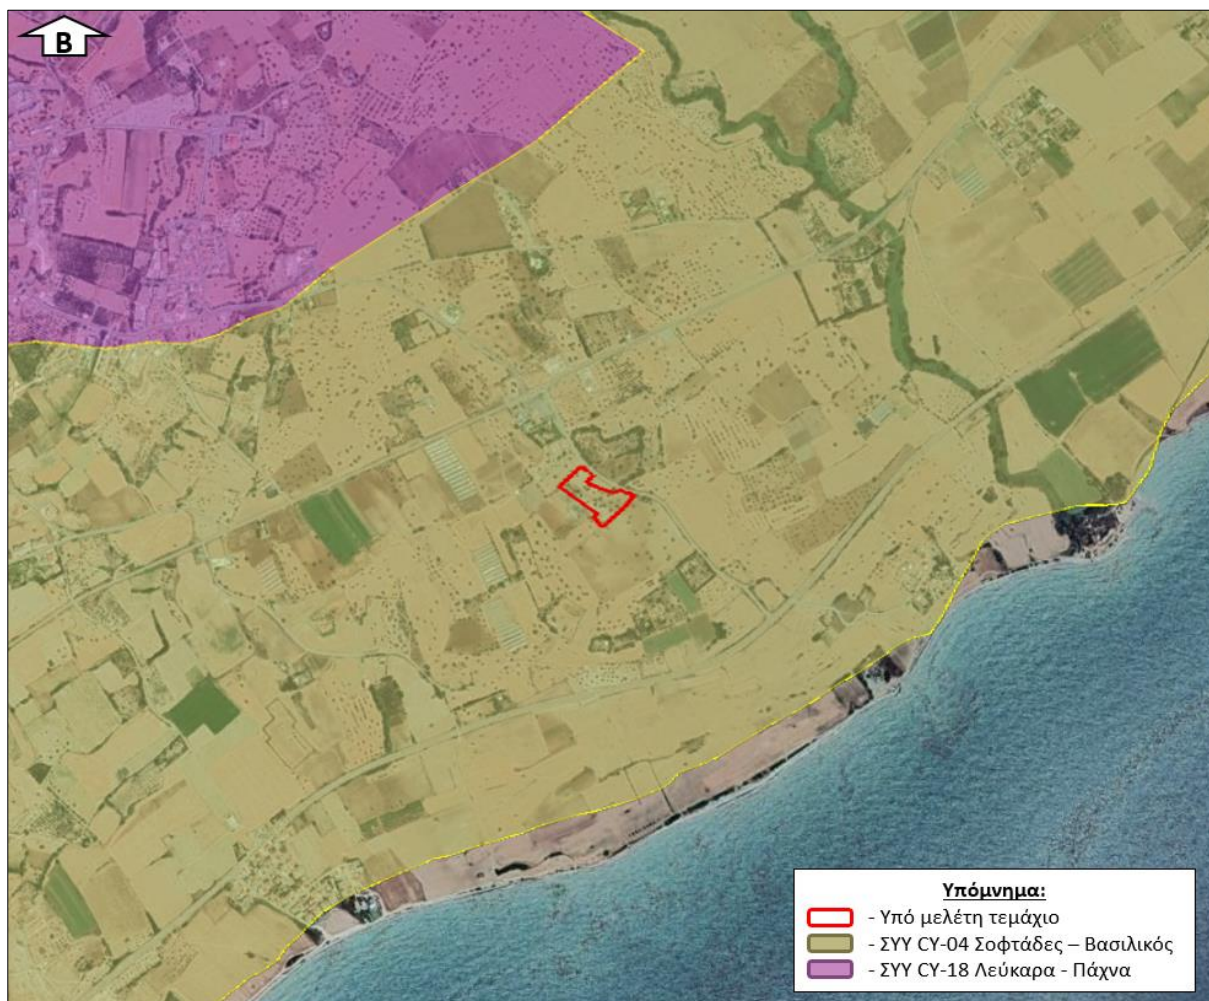 Β
Υπόμνημα:
- Υπό μελέτη τεμάχιο
- ΣΥΥ CY-04 Σοφτάδες – Βασιλικός
- ΣΥΥ CY-18 Λεύκαρα - Πάχνα